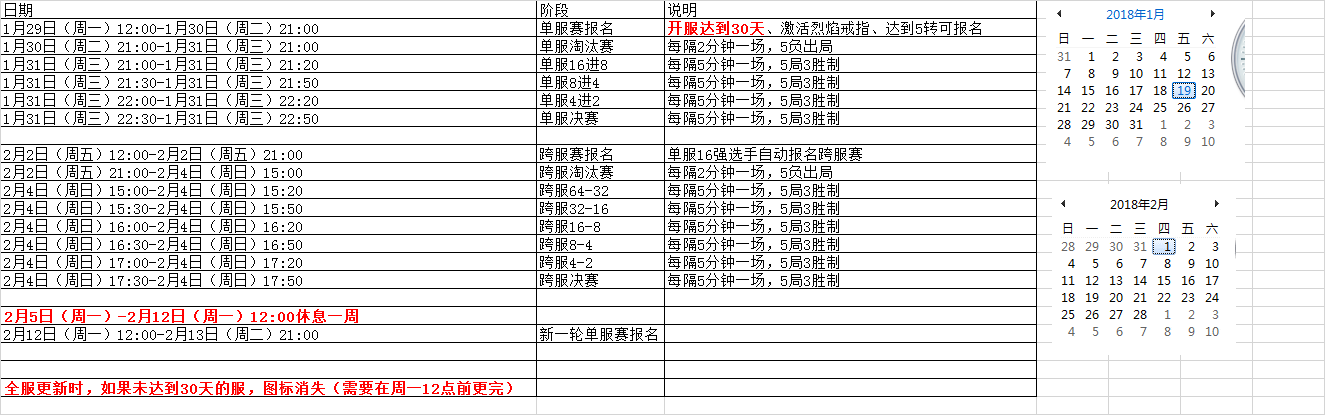 日期 阶段 说明
1月29日（周一）12:00-1月30日（周二）21:00 单服赛报名 开服达到30天、激活烈焰戒指、达到5转可报名
1月30日（周二）21:00-1月31日（周三）21:00 单服淘汰赛 每隔2分钟一场，5负出局
1月31日（周三）21:00-1月31日（周三）21:20 单服16进8 每隔5分钟一场，5局3胜制
1月31日（周三）21:30-1月31日（周三）21:50 单服8进4 每隔5分钟一场，5局3胜制
1月31日（周三）22:00-1月31日（周三）22:20 单服4进2 每隔5分钟一场，5局3胜制
1月31日（周三）22:30-1月31日（周三）22:50 单服决赛 每隔5分钟一场，5局3胜制
2月2日（周五）12:00-2月2日（周五）21:00 跨服赛报名 单服16强选手自动报名跨服赛
2月2日（周五）21:00-2月4日（周日）15:00 跨服淘汰赛 每隔2分钟一场，5负出局
2月4日（周日）15:00-2月4日（周日）15:20 跨服64-32 每隔5分钟一场，5局3胜制
2月4日（周日）15:30-2月4日（周日）15:50 跨服32-16 每隔5分钟一场，5局3胜制
2月4日（周日）16:00-2月4日（周日）16:20 跨服16-8 每隔5分钟一场，5局3胜制
2月4日（周日）16:30-2月4日（周日）16:50 跨服8-4 每隔5分钟一场，5局3胜制
2月4日（周日）17:00-2月4日（周日）17:20 跨服4-2 每隔5分钟一场，5局3胜制
2月4日（周日）17:30-2月4日（周日）17:50 跨服决赛 每隔5分钟一场，5局3胜制
2月5日（周一）-2月12日（周一）12:00休息一周
2月12日（周一）12:00-2月13日（周二）21:00 新一轮单服赛报名
全服更新时，如果未达到30天的服，图标消失（需要在周一12点前更完）
2018年1月
日 一 二 三 四 五 六
31 1 2 3 4 5 6
7 8 9 10 11 12 13
14 15 16 17 18 19 20
21 22 23 24 25 26 27
28 29 30 31 1 2 3
4 5 6 7 8 9 10
2018年2月
日 一 二 三 四 五 六
28 29 30 31 1 2 3
4 5 6 7 8 9 10
11 12 13 14 15 16 17
18 19 20 21 22 23 24
25 26 27 28 1 2 3
4 5 6 7 8 9 10